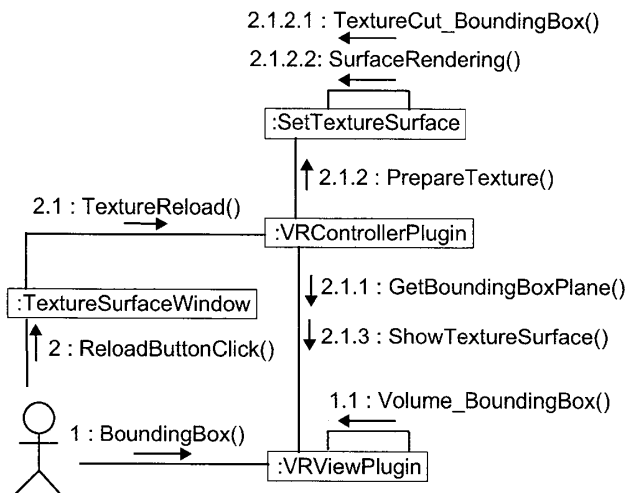 2.1.2.1 : TextureCut_BoundingBox()
2.1.2.2: SurfaceRendering()
:SetTextureSurface
2.1.2 : PrepareTexture()
2.1 : TextureReload()
:VRControllerPlugin
2.1.1 : GetBoundingBoxPlane()
:TextureSurfaceWindow
2.1.3 : ShowTextureSurface()
2 : ReloadButtonClick()
1.1 : Volume_BoundingBox()
1 : BoundingBox()
:VRViewPlugin